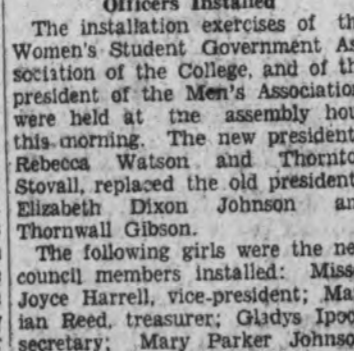 Officers Installed
The installation exercises of th
Women's Student Government As
sociation of the College, and of th
president of the Men's Association
were held at the assembly hou
this morning. The new president
Rebecca Watson and Thornto
Stovall, replaced the old president
Elizabeth Dixon Johnson an
Thornwall Gibson.
The following girls were the ne
council members installed: Misse
Joyce Harrell, vice-president; Ma
ian Reed, treasurer; Gladys Ipoc
secretary; Mary Parker Johnso